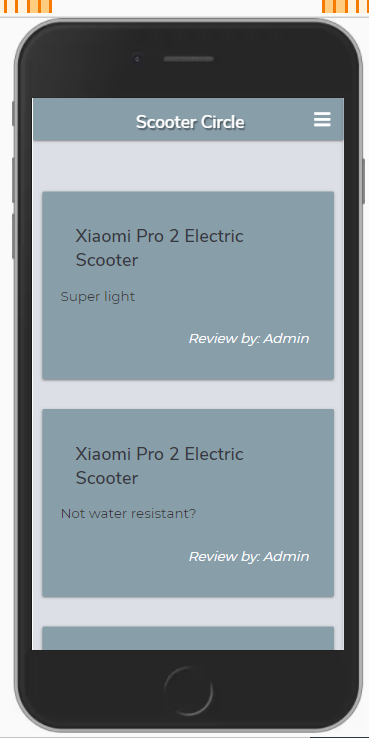 Scooter Circle
Xiaomi Pro 2 Electric
Scooter
Super light
Review by: Admin
Xiaomi Pro 2 Electric
Scooter
Not water resistant?
Review by: Admin